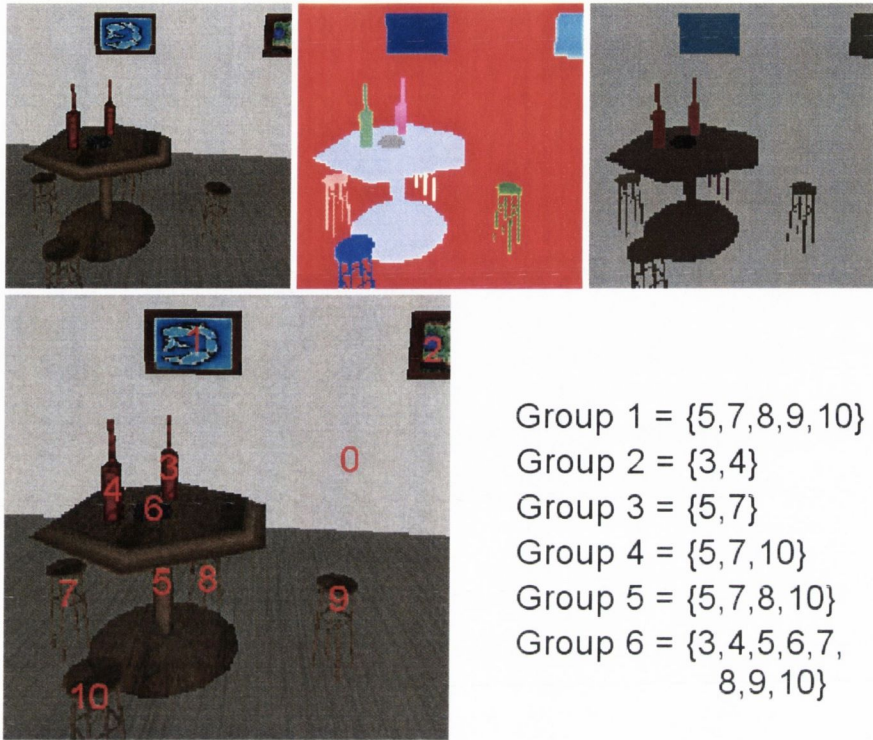 1
2
0
3
4
6
5
8
7
9
10
Group 1 = {5,7,8,9,10}
Group 2 = {3,4}
Group 3 = {5,7}
Group 4 = {5,7,10}
Group 5 = {5,7,8,10}
Group 6 = {3,4,5,6,7,
8,9,10}